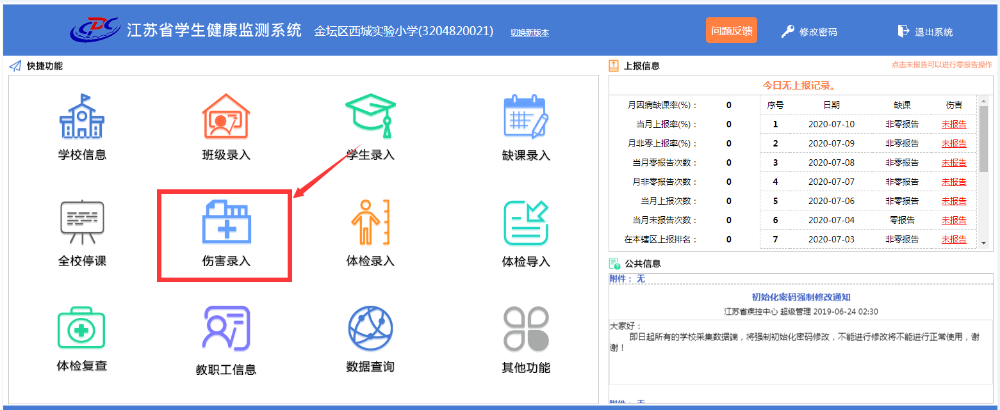 CDC 江苏省学生健康监测系统 金坛区西城实验小学(3204820021) 切换新版本 问题反馈 修改密码 退出系统
快捷功能
学校信息 班级录入 学生录入 缺课录入
全校停课 伤害录入 体检录入 体检导入
体检复查 教职工信息 数据查询 其他功能
上报信息 点击未报告可以进行零报告操作
今日无上报记录。
月因病缺课率(%)： 0
当月上报率(%)： 0
月非零上报率(%)： 0
当月零报告次数： 0
月非零报告次数： 0
当月上报次数： 0
当月未报告次数： 0
在本辖区上报排名： 0
序号 日期 缺课 伤害
1 2020-07-10 非零报告 未报告
2 2020-07-09 非零报告 未报告
3 2020-07-08 非零报告 未报告
4 2020-07-07 非零报告 未报告
5 2020-07-06 非零报告 未报告
6 2020-07-04 零报告 未报告
7 2020-07-03 非零报告 未报告
公共信息
附件： 无
初始化密码强制修改通知
江苏省疾控中心 超级管理 2019-06-24 02:30
大家好：
即日起所有的学校采集数据端，将强制初始化密码修改，不能进行修改将不能进行正常使用，谢
谢！
附件： 无